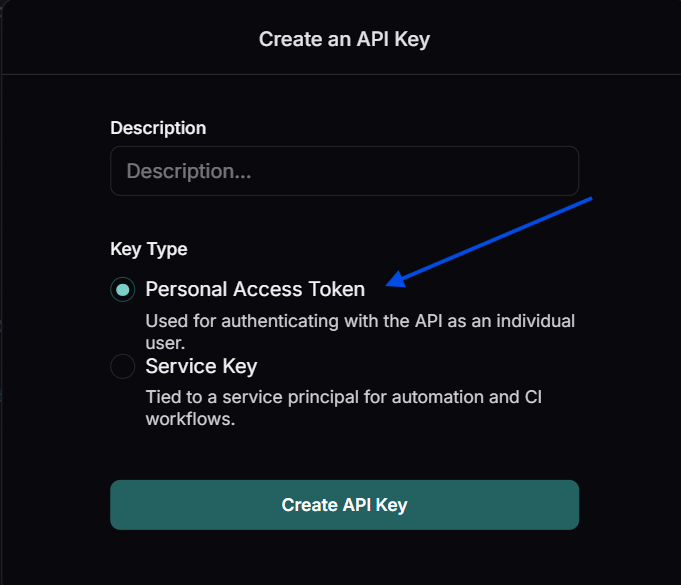 Create an API Key
Description
Description...
Key Type
Personal Access Token
Used for authenticating with the API as an individual
user.
Service Key
Tied to a service principal for automation and CI
workflows.
Create API Key